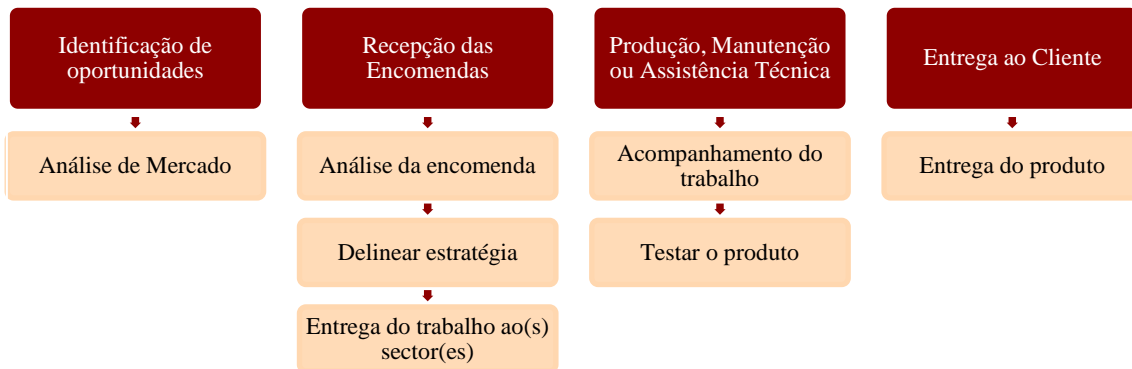 Identificação de
oportunidades
Análise de Mercado
Recepção das
Encomendas
Análise da encomenda
Delinear estratégia
Entrega do trabalho ao(s)
sector(es)
Produção, Manutenção
ou Assistência Técnica
Acompanhamento do
trabalho
Testar o produto
Entrega ao Cliente
Entrega do produto